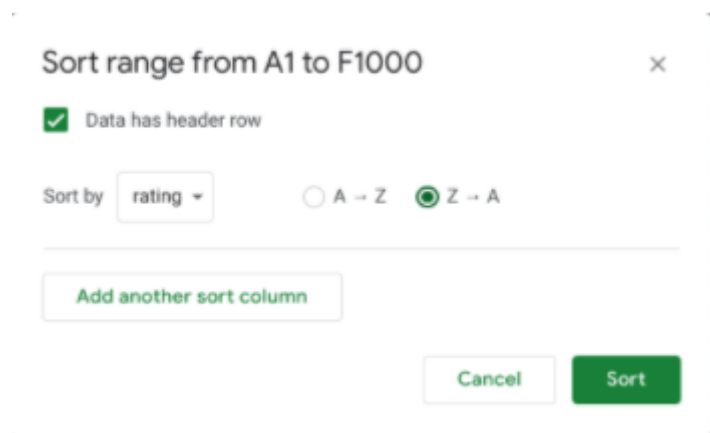 Sort range from A1 to F1000
Data has header row
Sort by rating A → Z Z → A
Add another sort column
Cancel Sort